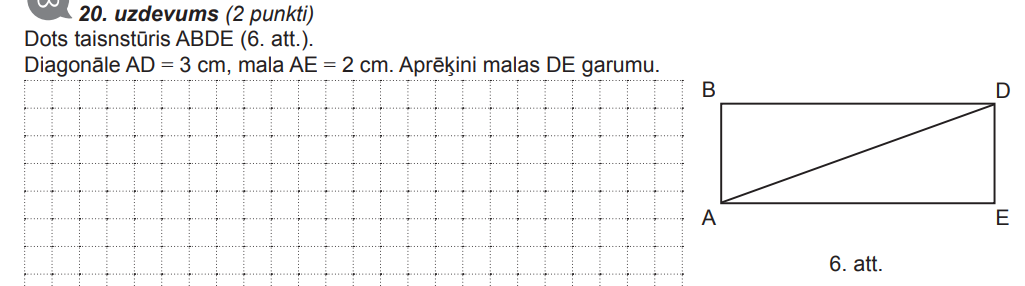 20. uzdevums (2 punkti)
Dots taisnstūris ABDE (6. att.).
Diagonāle AD = 3 cm, mala AE = 2 cm. Aprēķini malas DE garumu.
B D
A E
6. att.